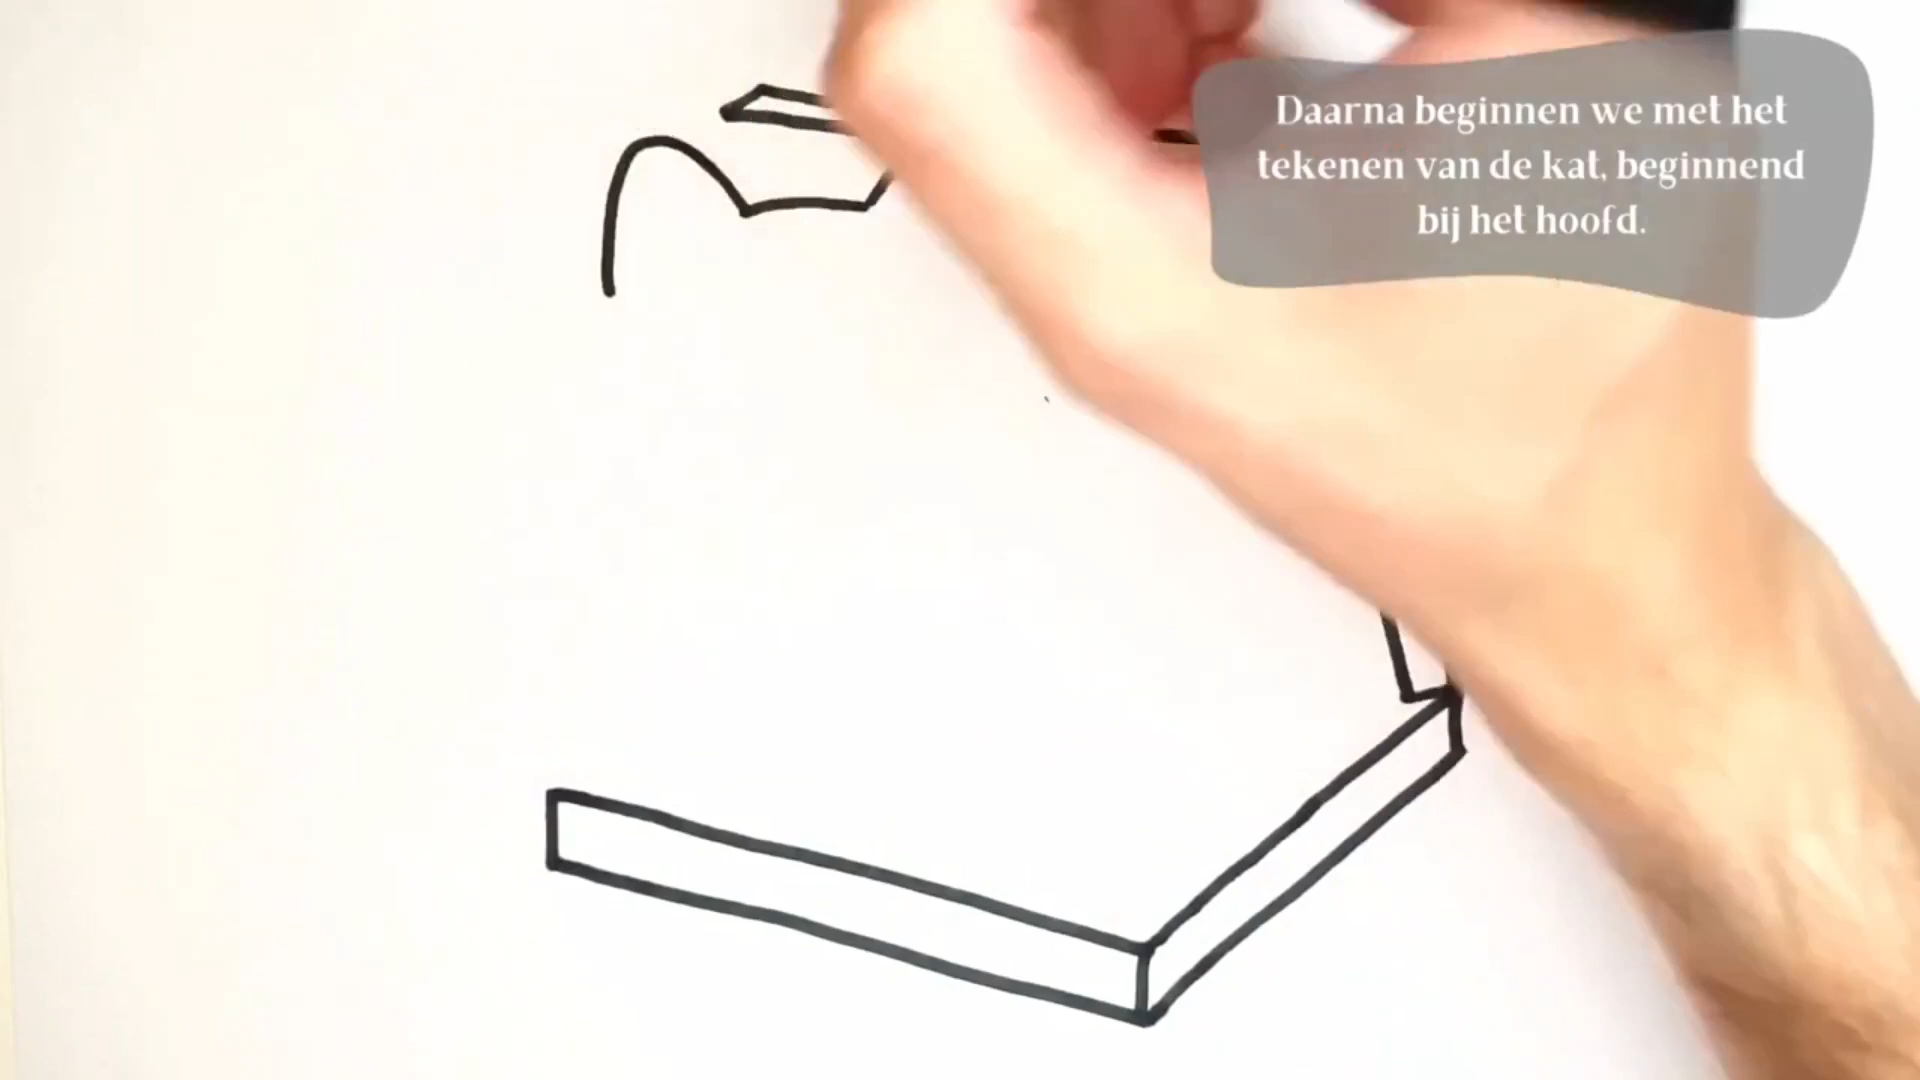 Daarna beginnen we met het
tekenen van de kat, beginnend
bij het hoofd.